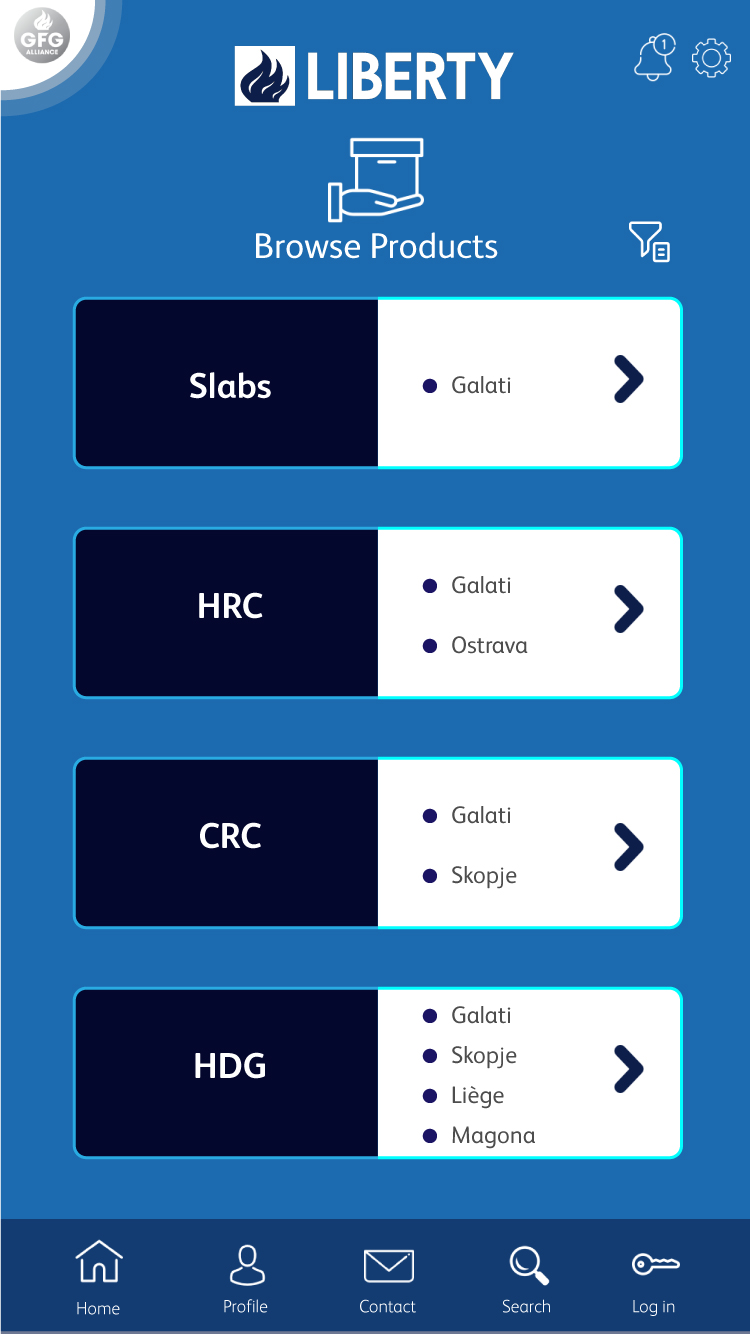 GFG
ALLIANCE
1
LIBERTY
Browse Products
Slabs
Galati
HRC
Galati
Ostrava
CRC
Galati
Skopje
HDG
Galati
Skopje
Liège
Magona
Home
Profile
Contact
Search
Log in